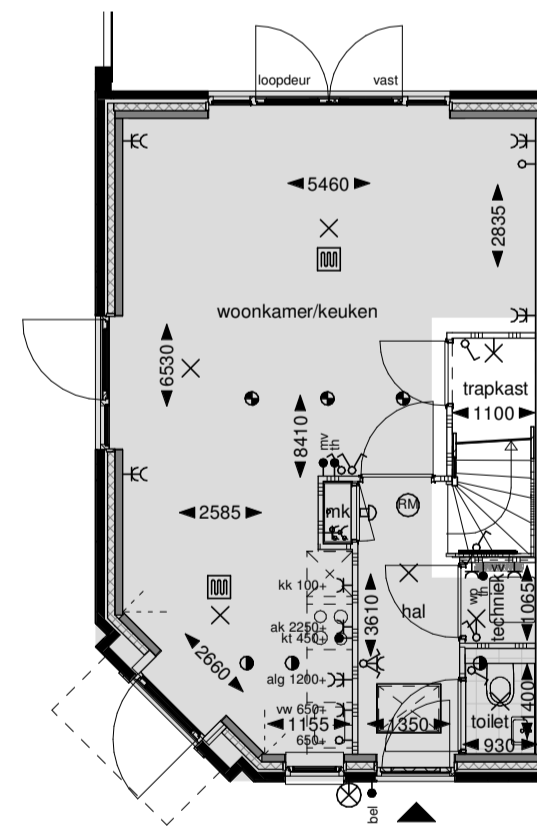 loopdeur vast
5460
2835
woonkamer/keuken
6530
trapkast
1100
8410
mv
th
2585
mk
RM
kk 100+
3610
hal
vv
wp
th
techniek
1065
ak 2250+
kt 450+
2660
alg 1200+
vw 650+
1155
650+
1350
toilet
930
bel